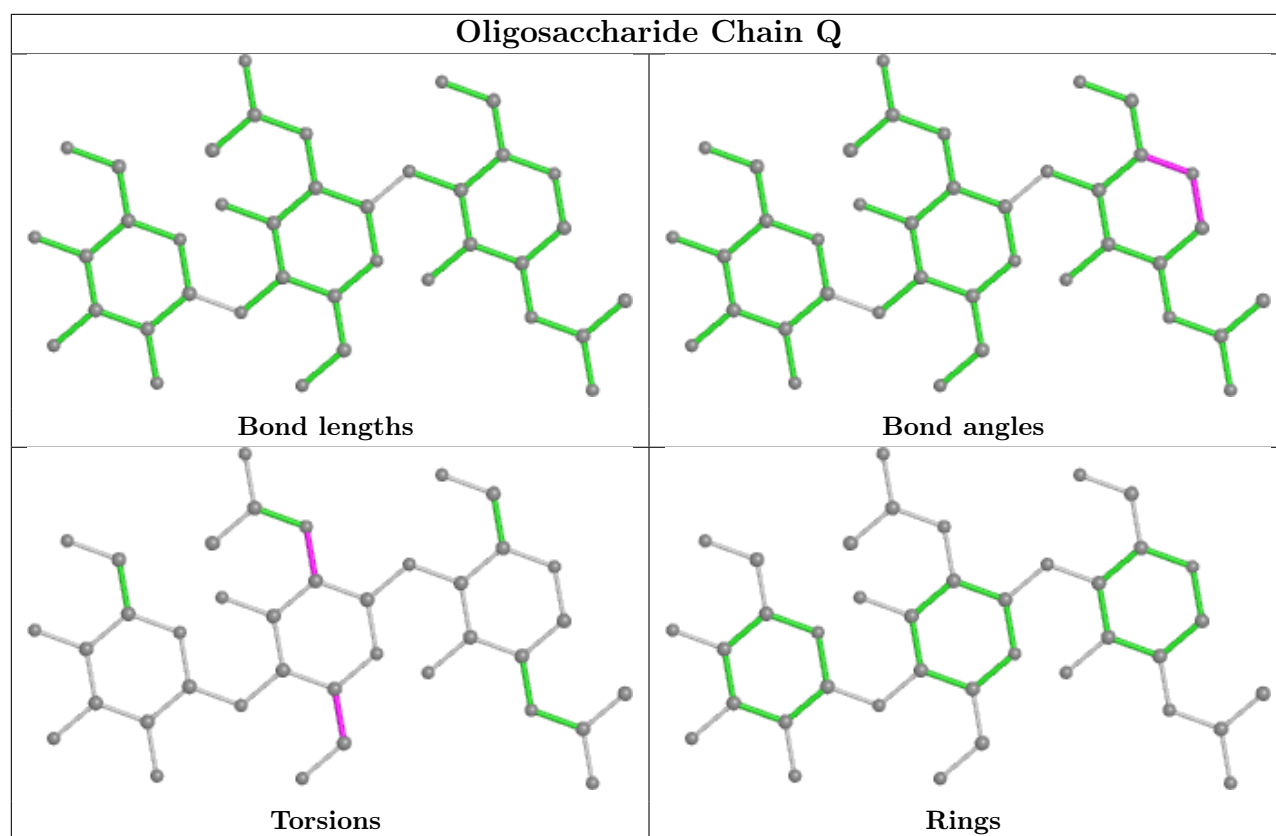 Oligosaccharide Chain Q
Bond lengths
Bond angles
Torsions
Rings